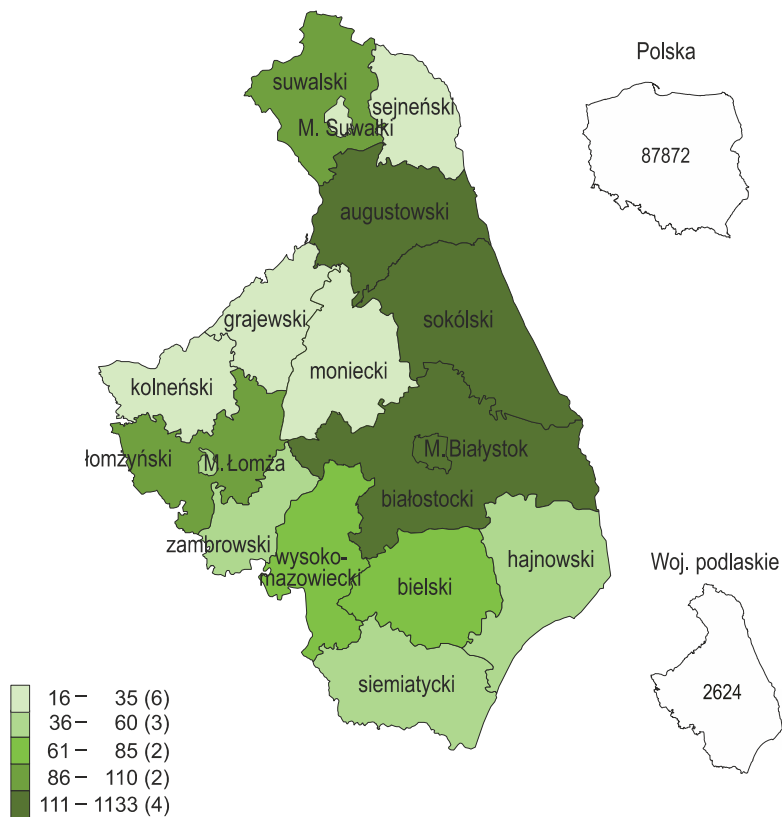 Polska
87872
suwalski
sejneński
M. Suwałki
augustowski
grajewski
sokólski
moniecki
kolneński
łomżyński
M. Łomża
M. Białystok
białostocki
zambrowski
wysoko-
mazowiecki
bielski
hajnowski
siemiatycki
Woj. podlaskie
2624
16 – 35 (6)
36 – 60 (3)
61 – 85 (2)
86 – 110 (2)
111 – 1133 (4)